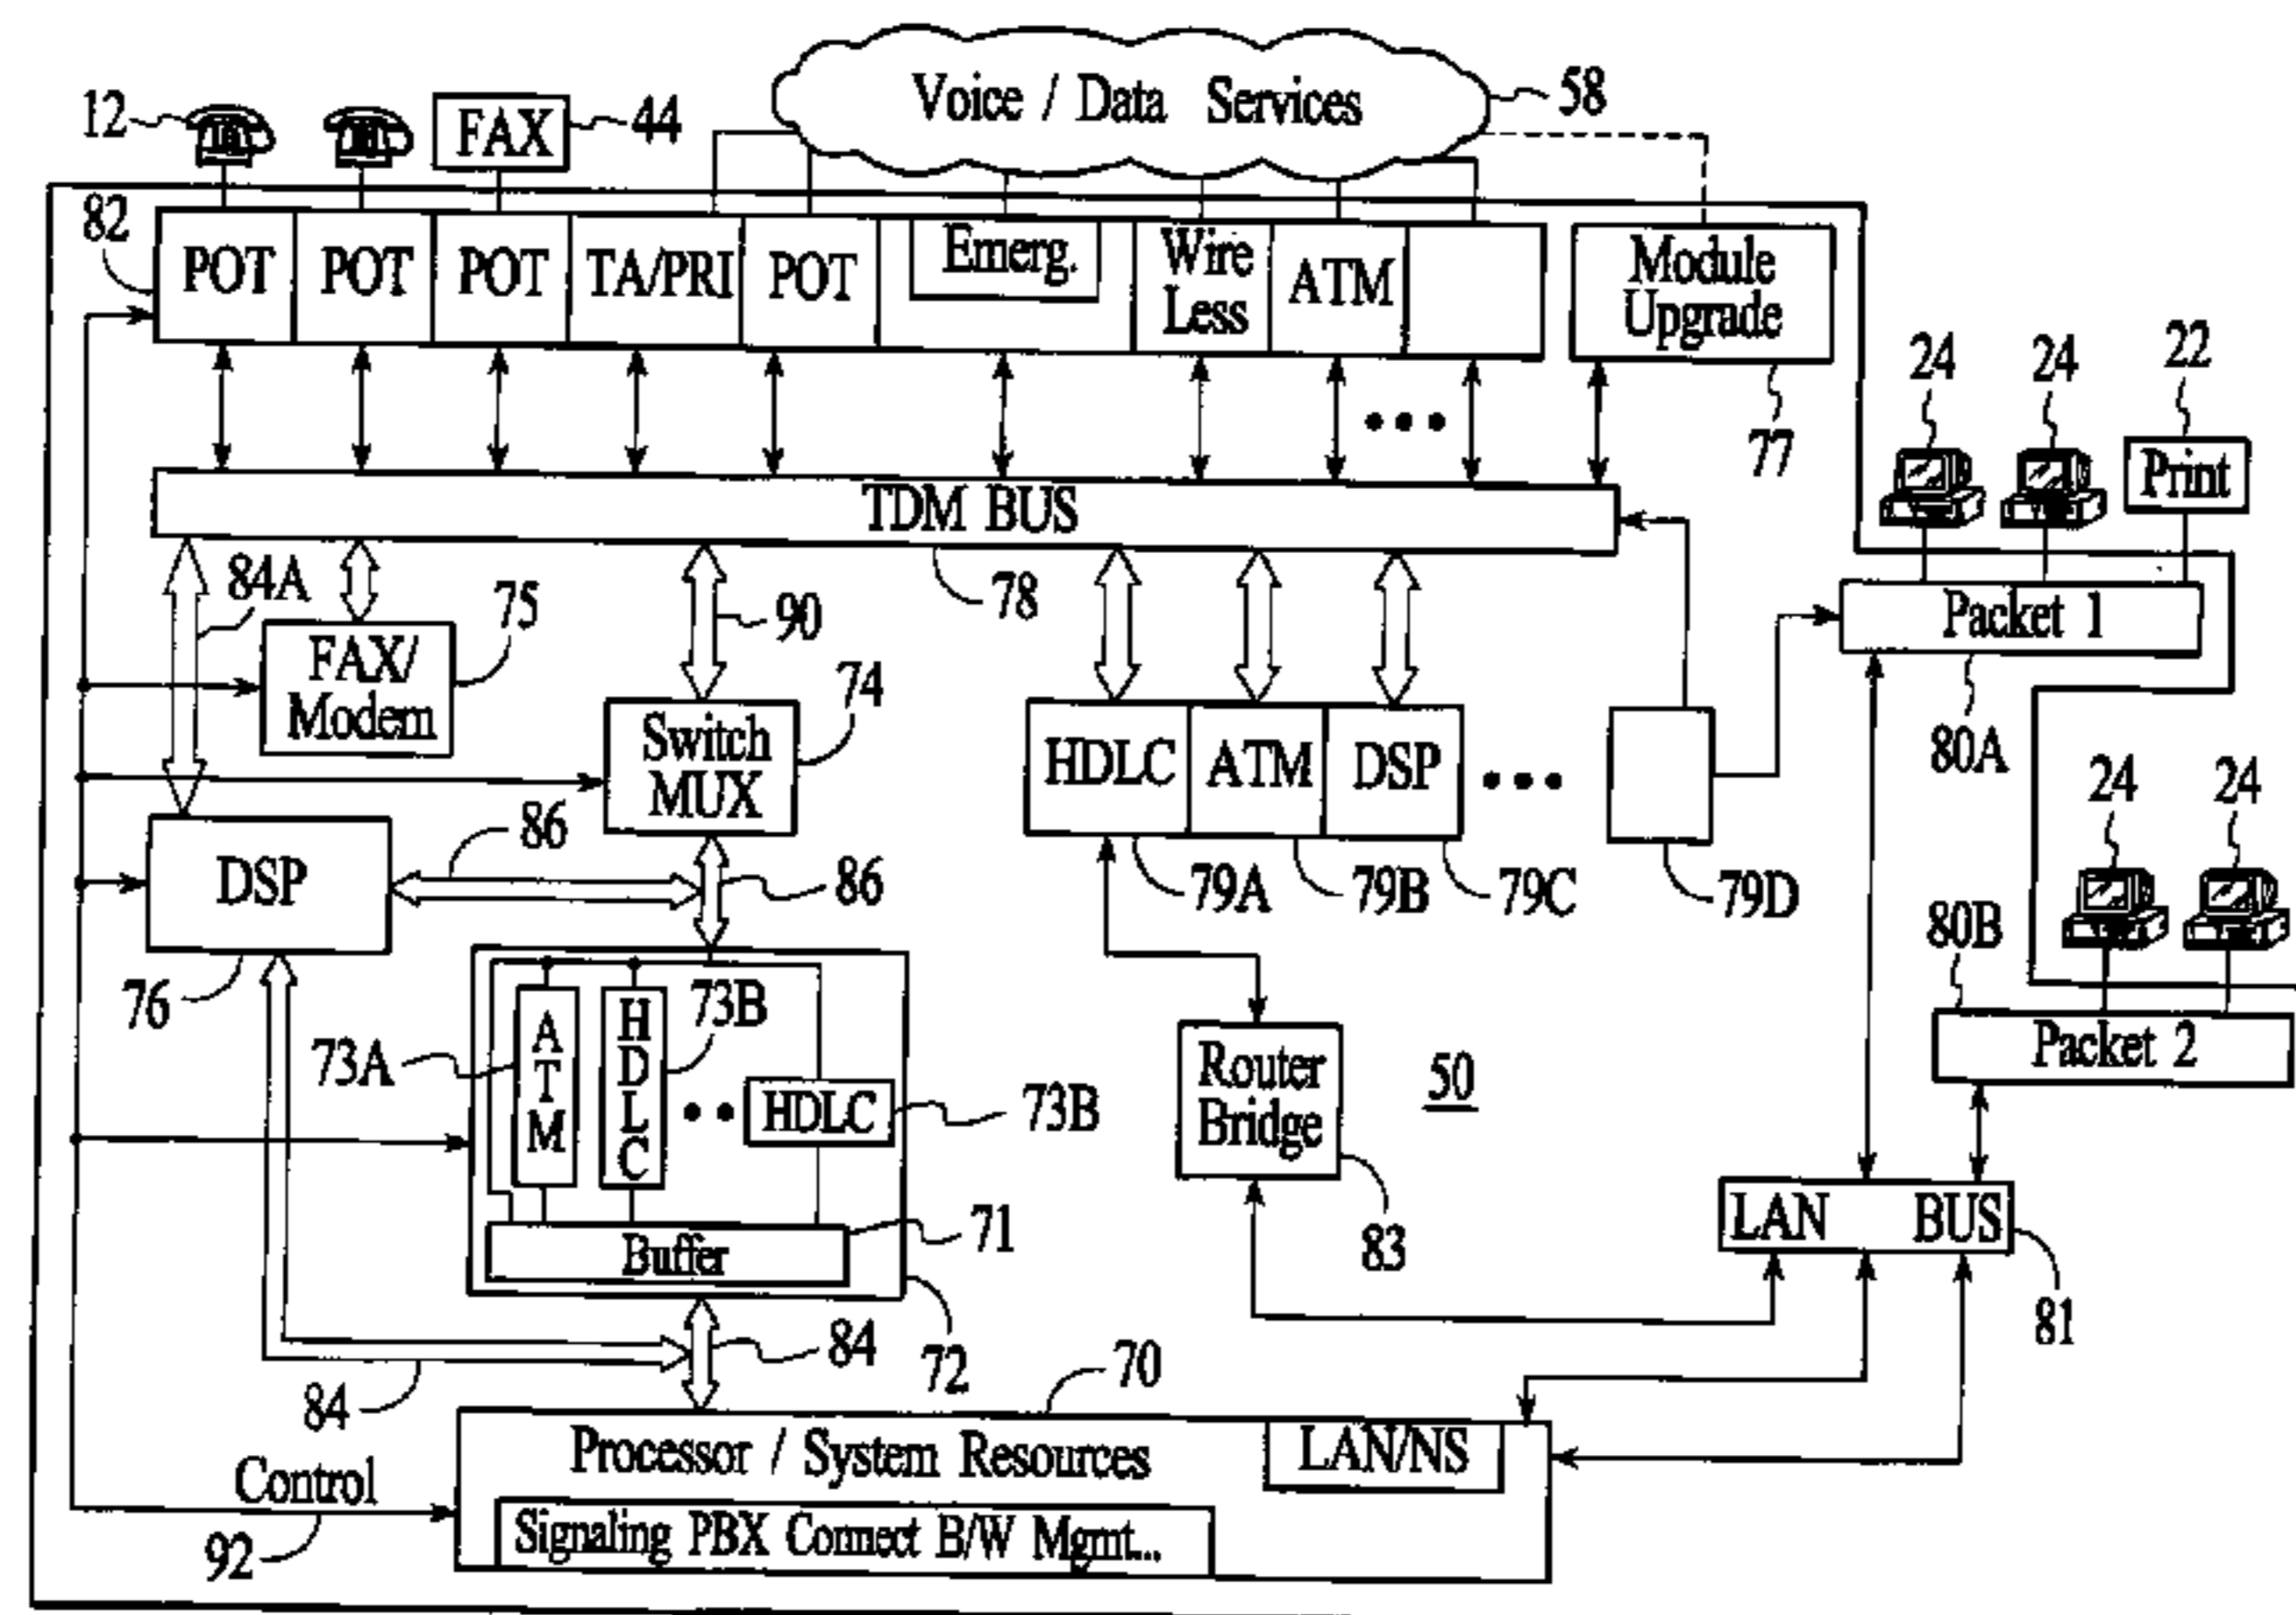 Voice / Data Services
58
12
FAX
44
82
POT
POT
POT
TA/PRI
POT
Emerg.
Wire
Less
ATM
Module
Upgrade
77
24
24
22
Print
TDM BUS
78
84A
75
90
FAX/
Modem
74
Switch
MUX
HDLC
ATM
DSP
Packet 1
80A
86
DSP
86
79A
79B
79C
79D
24
24
80B
76
73A
ATM
HDLC
73B
HDLC
73B
Router
Bridge
50
Packet 2
83
LAN BUS
81
71
Buffer
84
72
84
70
Processor / System Resources
LAN/NS
Control
92
Signaling PBX Connect B/W Mgmt...